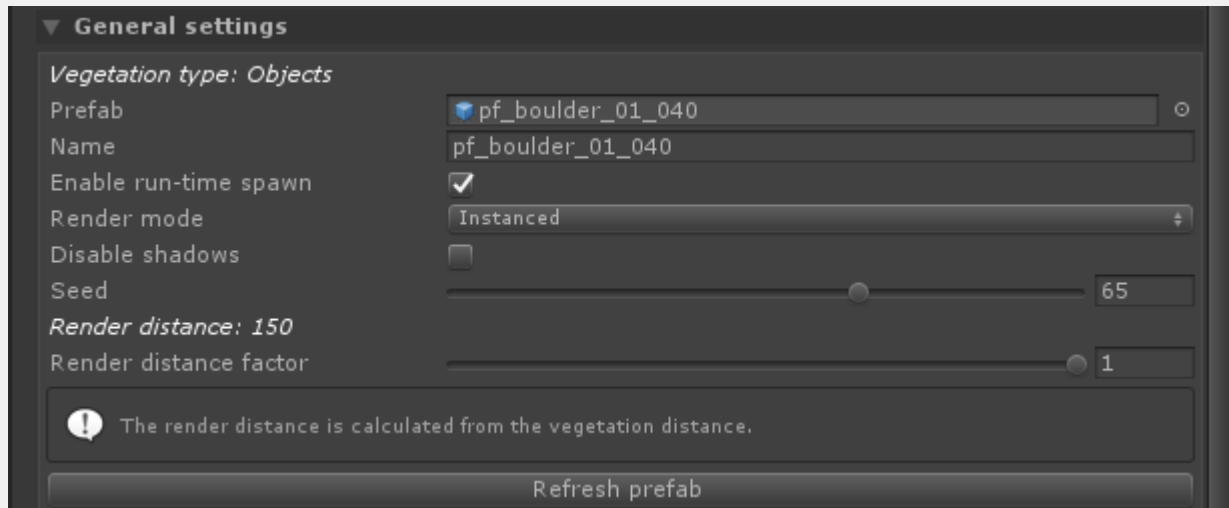 General settings
Vegetation type: Objects
Prefab pf_boulder_01_040
Name pf_boulder_01_040
Enable run-time spawn
Render mode Instanced
Disable shadows
Seed 65
Render distance: 150
Render distance factor 1
The render distance is calculated from the vegetation distance.
Refresh prefab